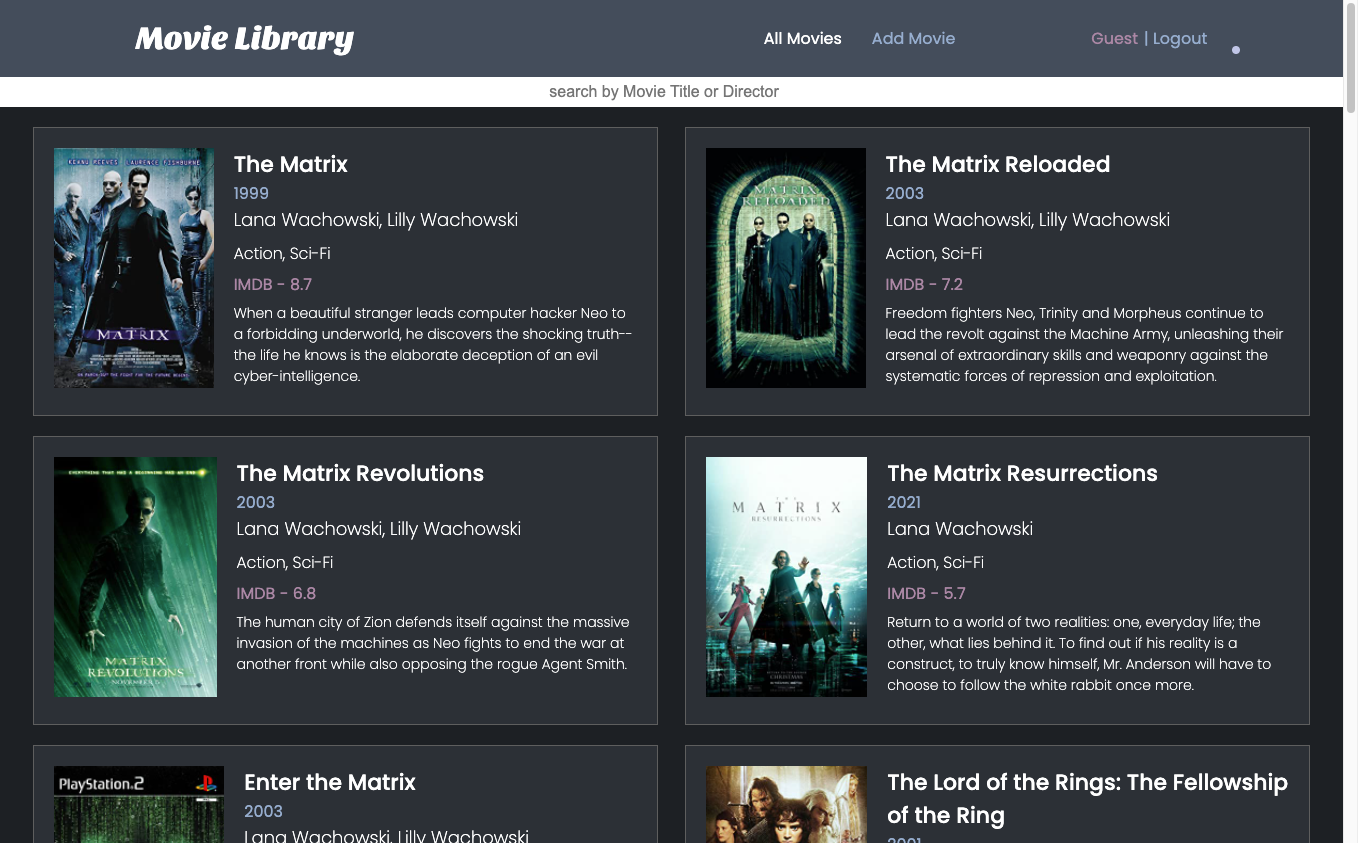 Movie Library
All Movies
Add Movie
Guest | Logout
search by Movie Title or Director
KEANU REEVES LAURENCE FISHBURNE
MATRIX
The Matrix
1999
Lana Wachowski, Lilly Wachowski
Action, Sci-Fi
IMDB - 8.7
When a beautiful stranger leads computer hacker Neo to
a forbidding underworld, he discovers the shocking truth--
the life he knows is the elaborate deception of an evil
cyber-intelligence.
MATRIX
RELOADED
The Matrix Reloaded
2003
Lana Wachowski, Lilly Wachowski
Action, Sci-Fi
IMDB - 7.2
Freedom fighters Neo, Trinity and Morpheus continue to
lead the revolt against the Machine Army, unleashing their
arsenal of extraordinary skills and weaponry against the
systematic forces of repression and exploitation.
EVERYTHING THAT HAS A BEGINNING HAS AN END
MATRIX
REVOLUTIONS
NOVEMBER 5
The Matrix Revolutions
2003
Lana Wachowski, Lilly Wachowski
Action, Sci-Fi
IMDB - 6.8
The human city of Zion defends itself against the massive
invasion of the machines as Neo fights to end the war at
another front while also opposing the rogue Agent Smith.
THE
MATRIX
RESURRECTIONS
CHRISTMAS
The Matrix Resurrections
2021
Lana Wachowski
Action, Sci-Fi
IMDB - 5.7
Return to a world of two realities: one, everyday life; the
other, what lies behind it. To find out if his reality is a
construct, to truly know himself, Mr. Anderson will have to
choose to follow the white rabbit once more.
PlayStation.2
Enter the Matrix
2003
Lana Wachowski, Lilly Wachowski
The Lord of the Rings: The Fellowship
of the Ring
2001